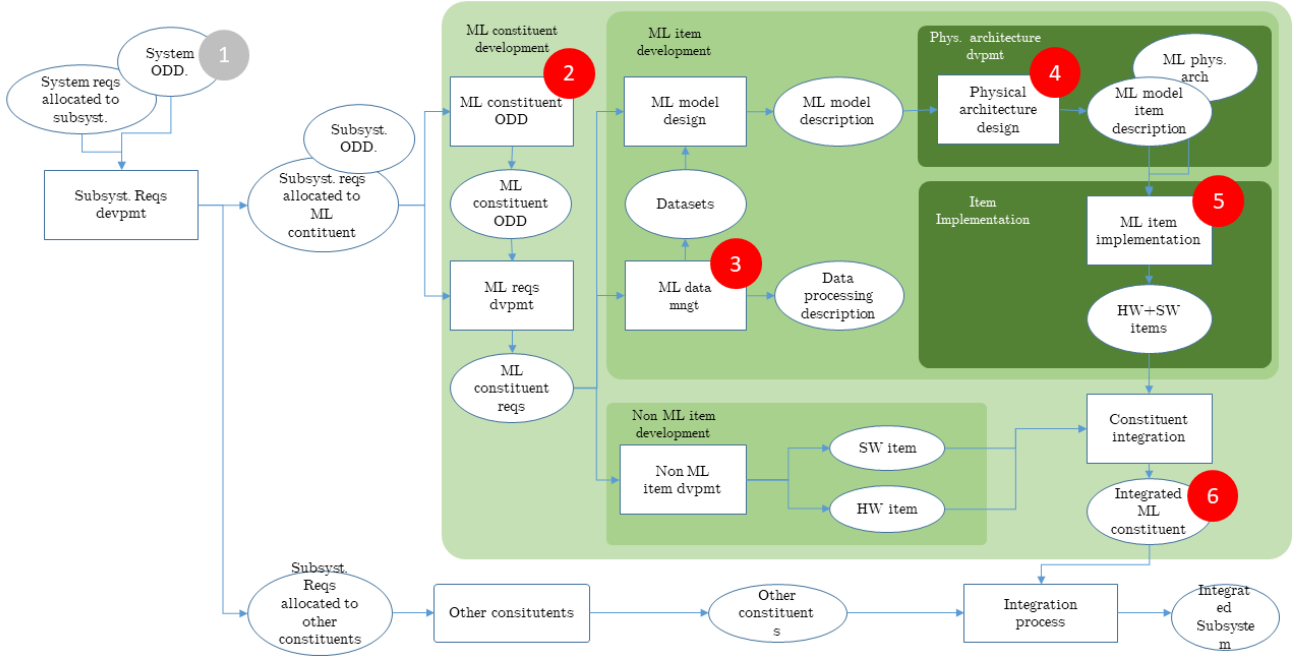 System
ODD.
1
System reqs
allocated to
subsyst.
Subsyst. Reqs
devpmt
Subsyst.
ODD.
Subsyst. reqs
allocated to
ML
contituent
ML constituent
development
2
ML constituent
ODD
ML
constituent
ODD
ML reqs
dvpmt
ML
constituent
reqs
ML item development
ML model
design
ML model
description
Datasets
3
ML data
mngt
Data
processing
description
Phys. architecture
dvpmt
4
Physical
architecture
design
ML phys.
arch
ML model
item
description
Item
Implementation
5
ML item
implementation
HW+SW
items
Non ML item
development
Non ML
item dvpmt
SW item
HW item
Constituent
integration
6
Integrated
ML
constituent
Subsyst.
Reqs
allocated to
other
constituents
Other consitutents
Other
constituent
s
Integration
process
Integrat
ed
Subsyste
m